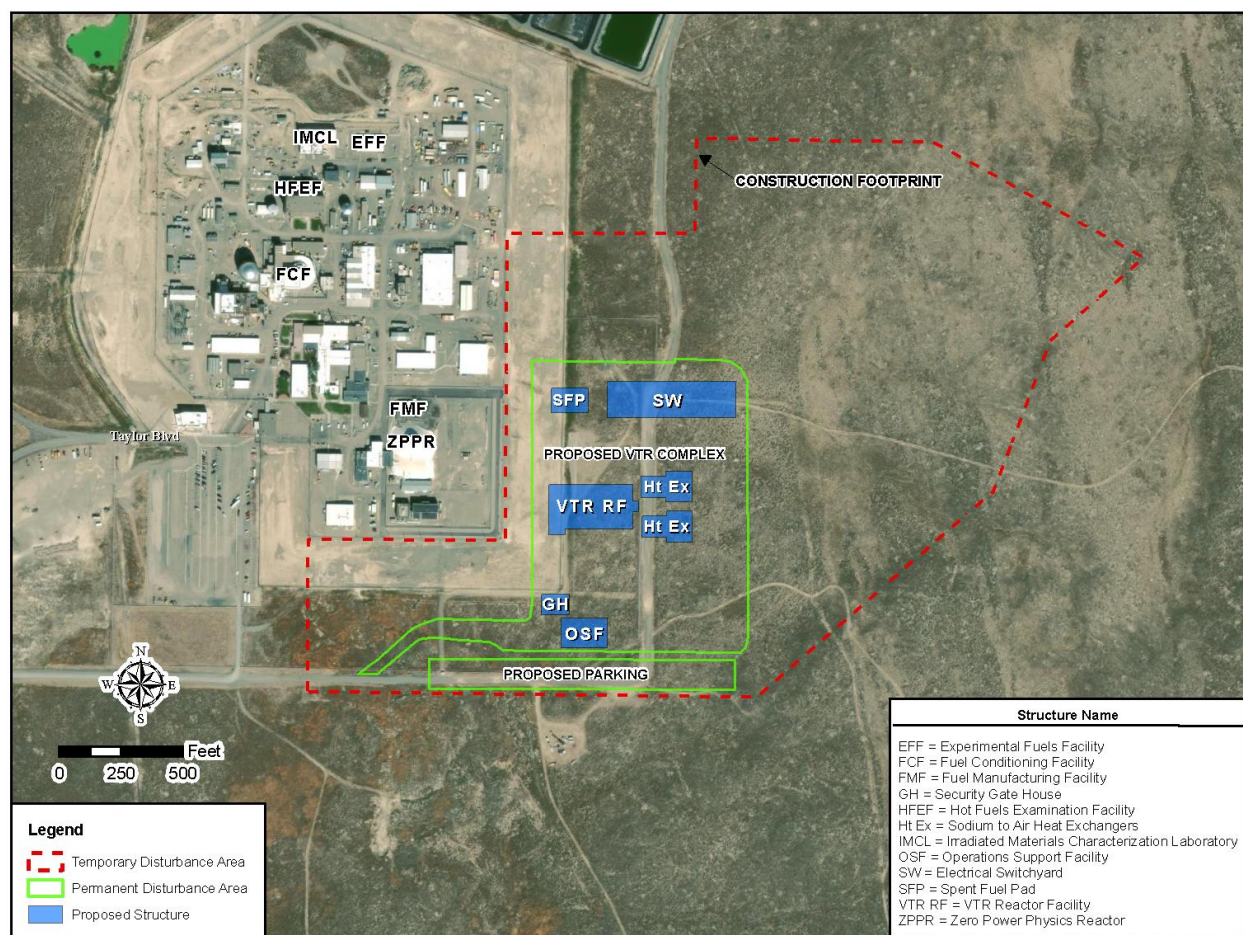 IMCL
EFF
HFEF
CONSTRUCTION FOOTPRINT
FCF
SFP
SW
FMF
Taylor Blvd
ZPPR
PROPOSED VTR COMPLEX
Ht Ex
VTR RF
Ht Ex
GH
OSF
PROPOSED PARKING
N
W E
S
Feet
0 250 500
Legend
Temporary Disturbance Area
Permanent Disturbance Area
Proposed Structure
Structure Name
EFF = Experimental Fuels Facility
FCF = Fuel Conditioning Facility
FMF = Fuel Manufacturing Facility
GH = Security Gate House
HFEF = Hot Fuels Examination Facility
Ht Ex = Sodium to Air Heat Exchangers
IMCL = Irradiated Materials Characterization Laboratory
OSF = Operations Support Facility
SW = Electrical Switchyard
SFP = Spent Fuel Pad
VTR RF = VTR Reactor Facility
ZPPR = Zero Power Physics Reactor